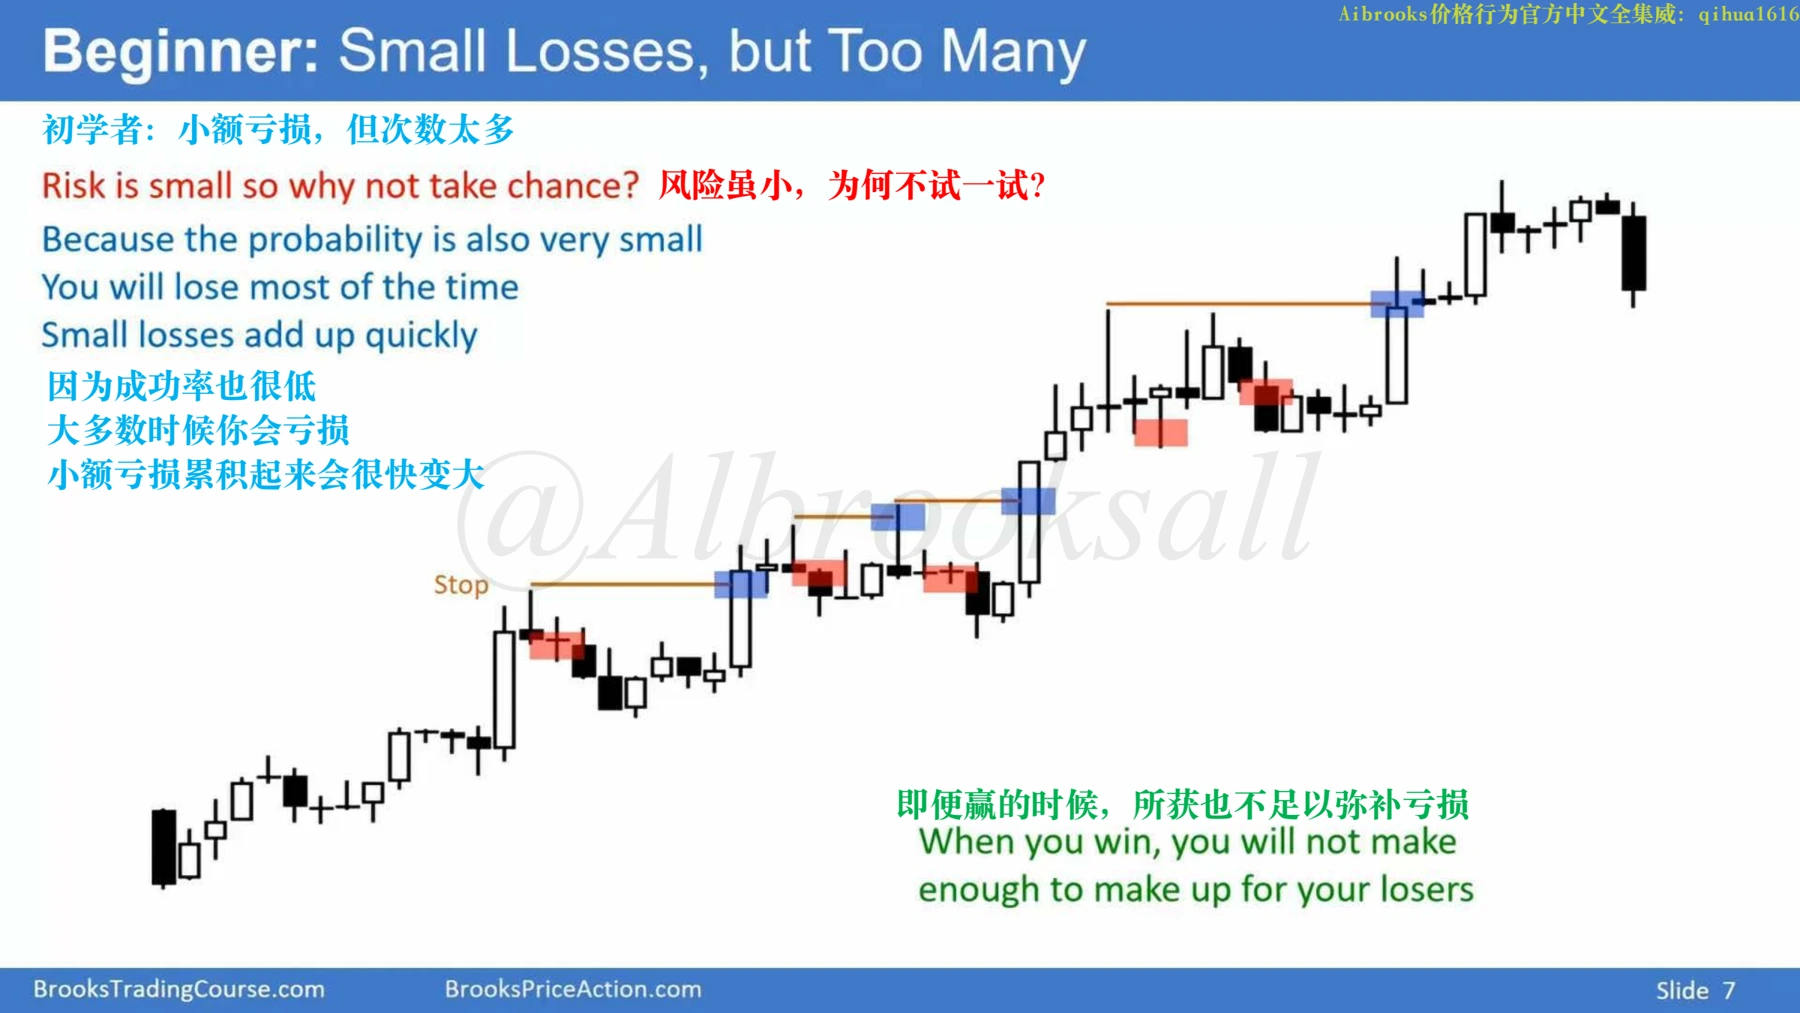 Aibrooks价格行为官方中文全集威：qihua1616
Beginner: Small Losses, but Too Many
初学者：小额亏损，但次数太多
Risk is small so why not take chance? 风险虽小，为何不试一试?
Because the probability is also very small
You will lose most of the time
Small losses add up quickly
因为成功率也很低
大多数时候你会亏损
小额亏损累积起来会很快变大
@Albrooksall
Stop
即便赢的时候，所获也不足以弥补亏损
When you win, you will not make
enough to make up for your losers
BrooksTradingCourse.com
BrooksPriceAction.com
Slide 7